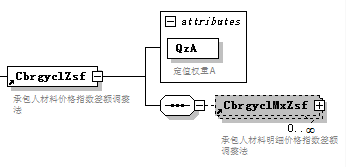 attributes
QzA
定位权重A
CbrgyclZsf
承包人材料价格指数差额调整
法
CbrgyclMxZsf
0..∞
承包人材料明细价格指数差额
调整法